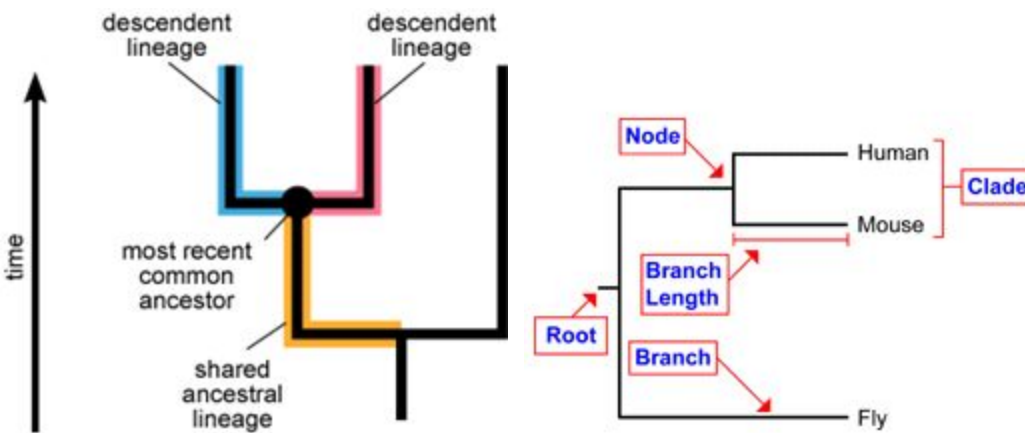 descendent
lineage
descendent
lineage
time
most recent
common
ancestor
shared
ancestral
lineage
Node
Human
Clade
Mouse
Branch
Length
Root
Branch
Fly